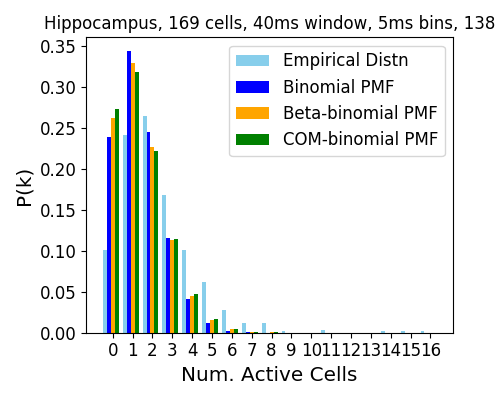 Hippocampus, 169 cells, 40ms window, 5ms bins, 138
0.35
0.30
0.25
0.20
0.15
0.10
0.05
0.00
P(k)
Empirical Distn
Binomial PMF
Beta-binomial PMF
COM-binomial PMF
0 1 2 3 4 5 6 7 8 9 10 11 12 13 14 15 16
Num. Active Cells